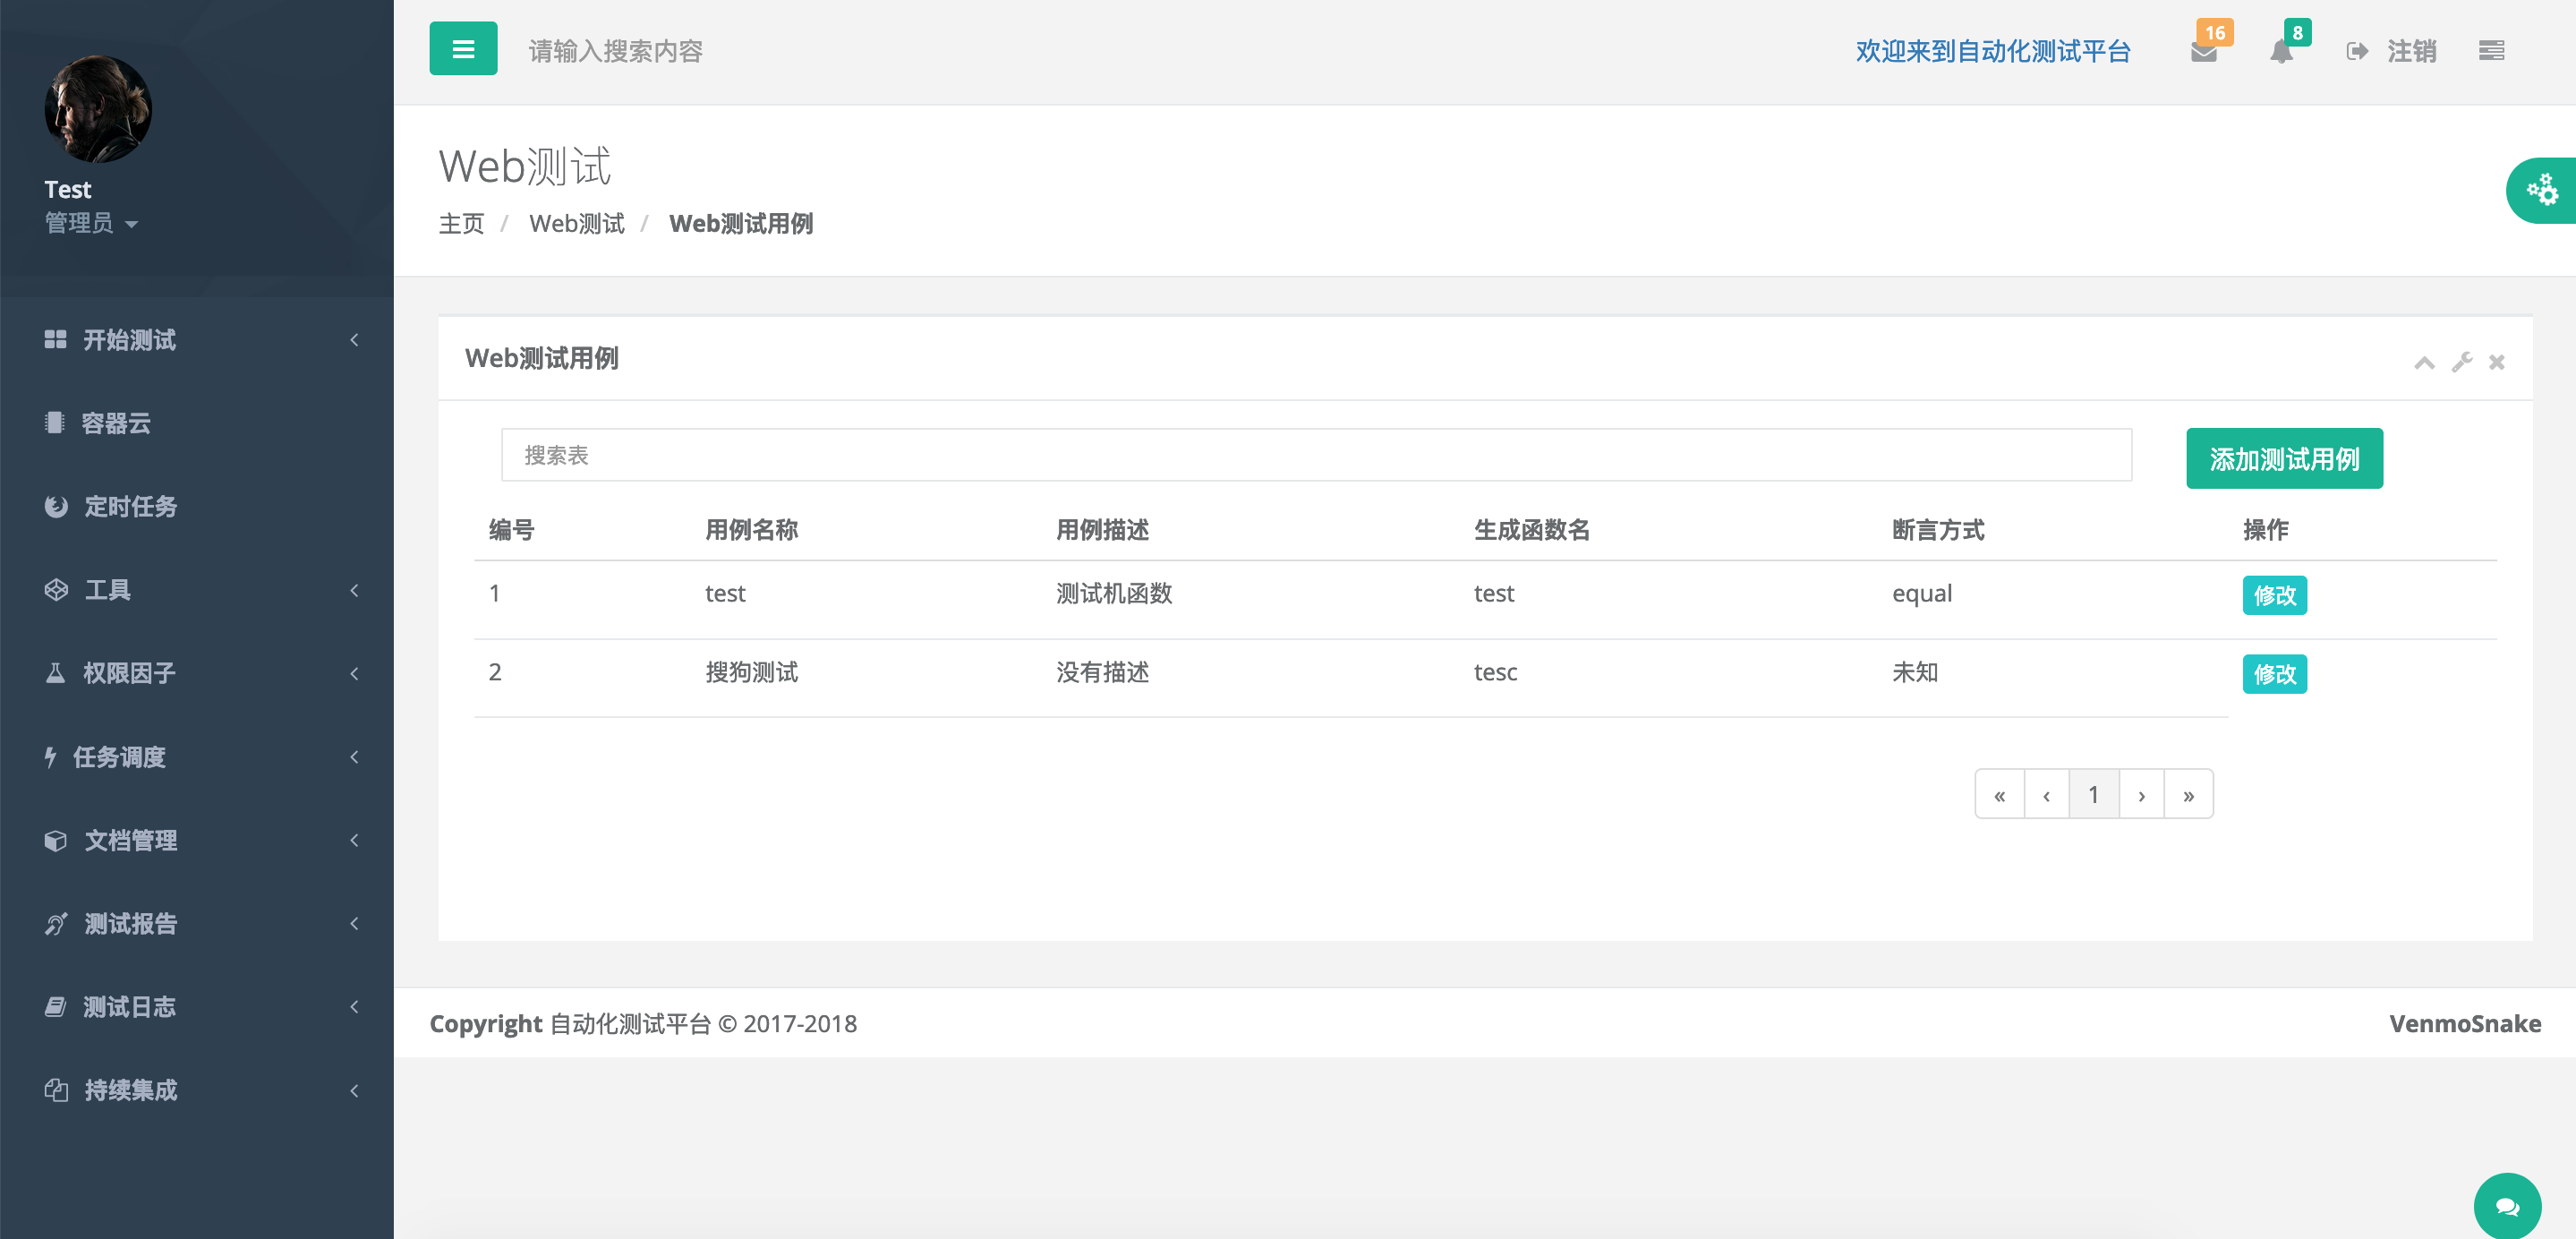 请输入搜索内容
欢迎来到自动化测试平台
16
8
注销
Test
管理员
开始测试
容器云
定时任务
工具
权限因子
任务调度
文档管理
测试报告
测试日志
持续集成
Web测试
主页 / Web测试 / Web测试用例
Web测试用例
搜索表
添加测试用例
编号 用例名称 用例描述 生成函数名 断言方式 操作
1 test 测试机函数 test equal 修改
2 搜狗测试 没有描述 tesc 未知 修改
« ‹ 1 › »
Copyright 自动化测试平台 © 2017-2018
VenmoSnake